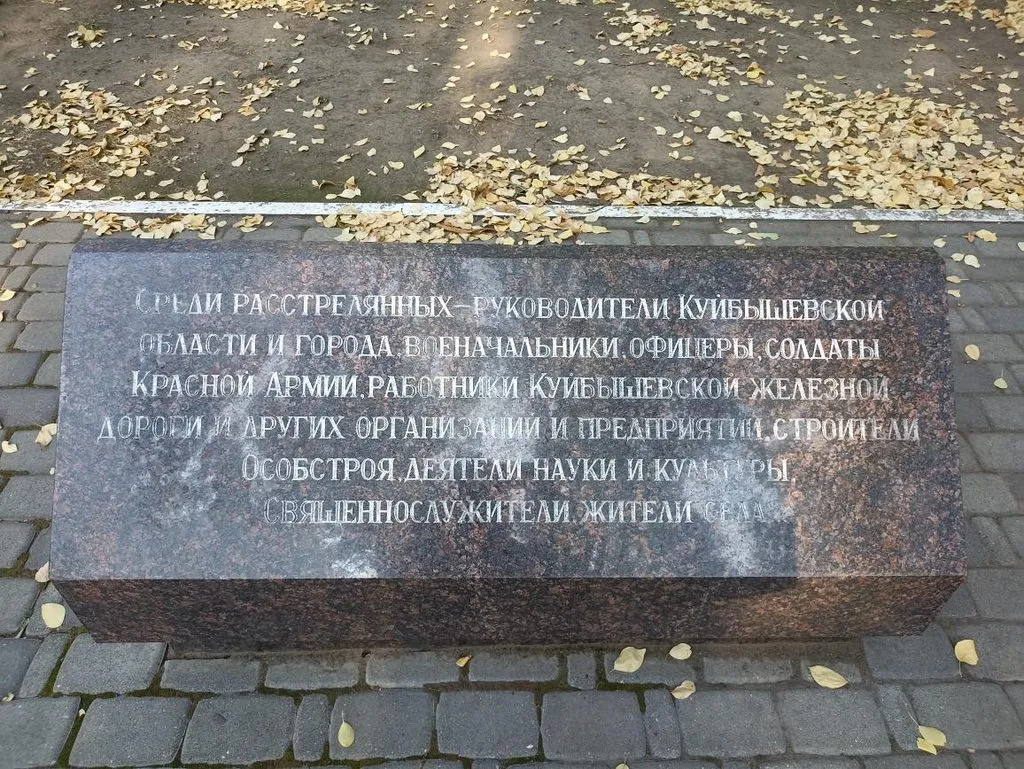 Среди расстрелянных – руководители Куйбышевской
области и города, военачальники, офицеры, солдаты
Красной Армии, работники Куйбышевской железной
дороги и других организаций и предприятий, строители
Особстроя, деятели науки и культуры,
Священнослужители, жители села